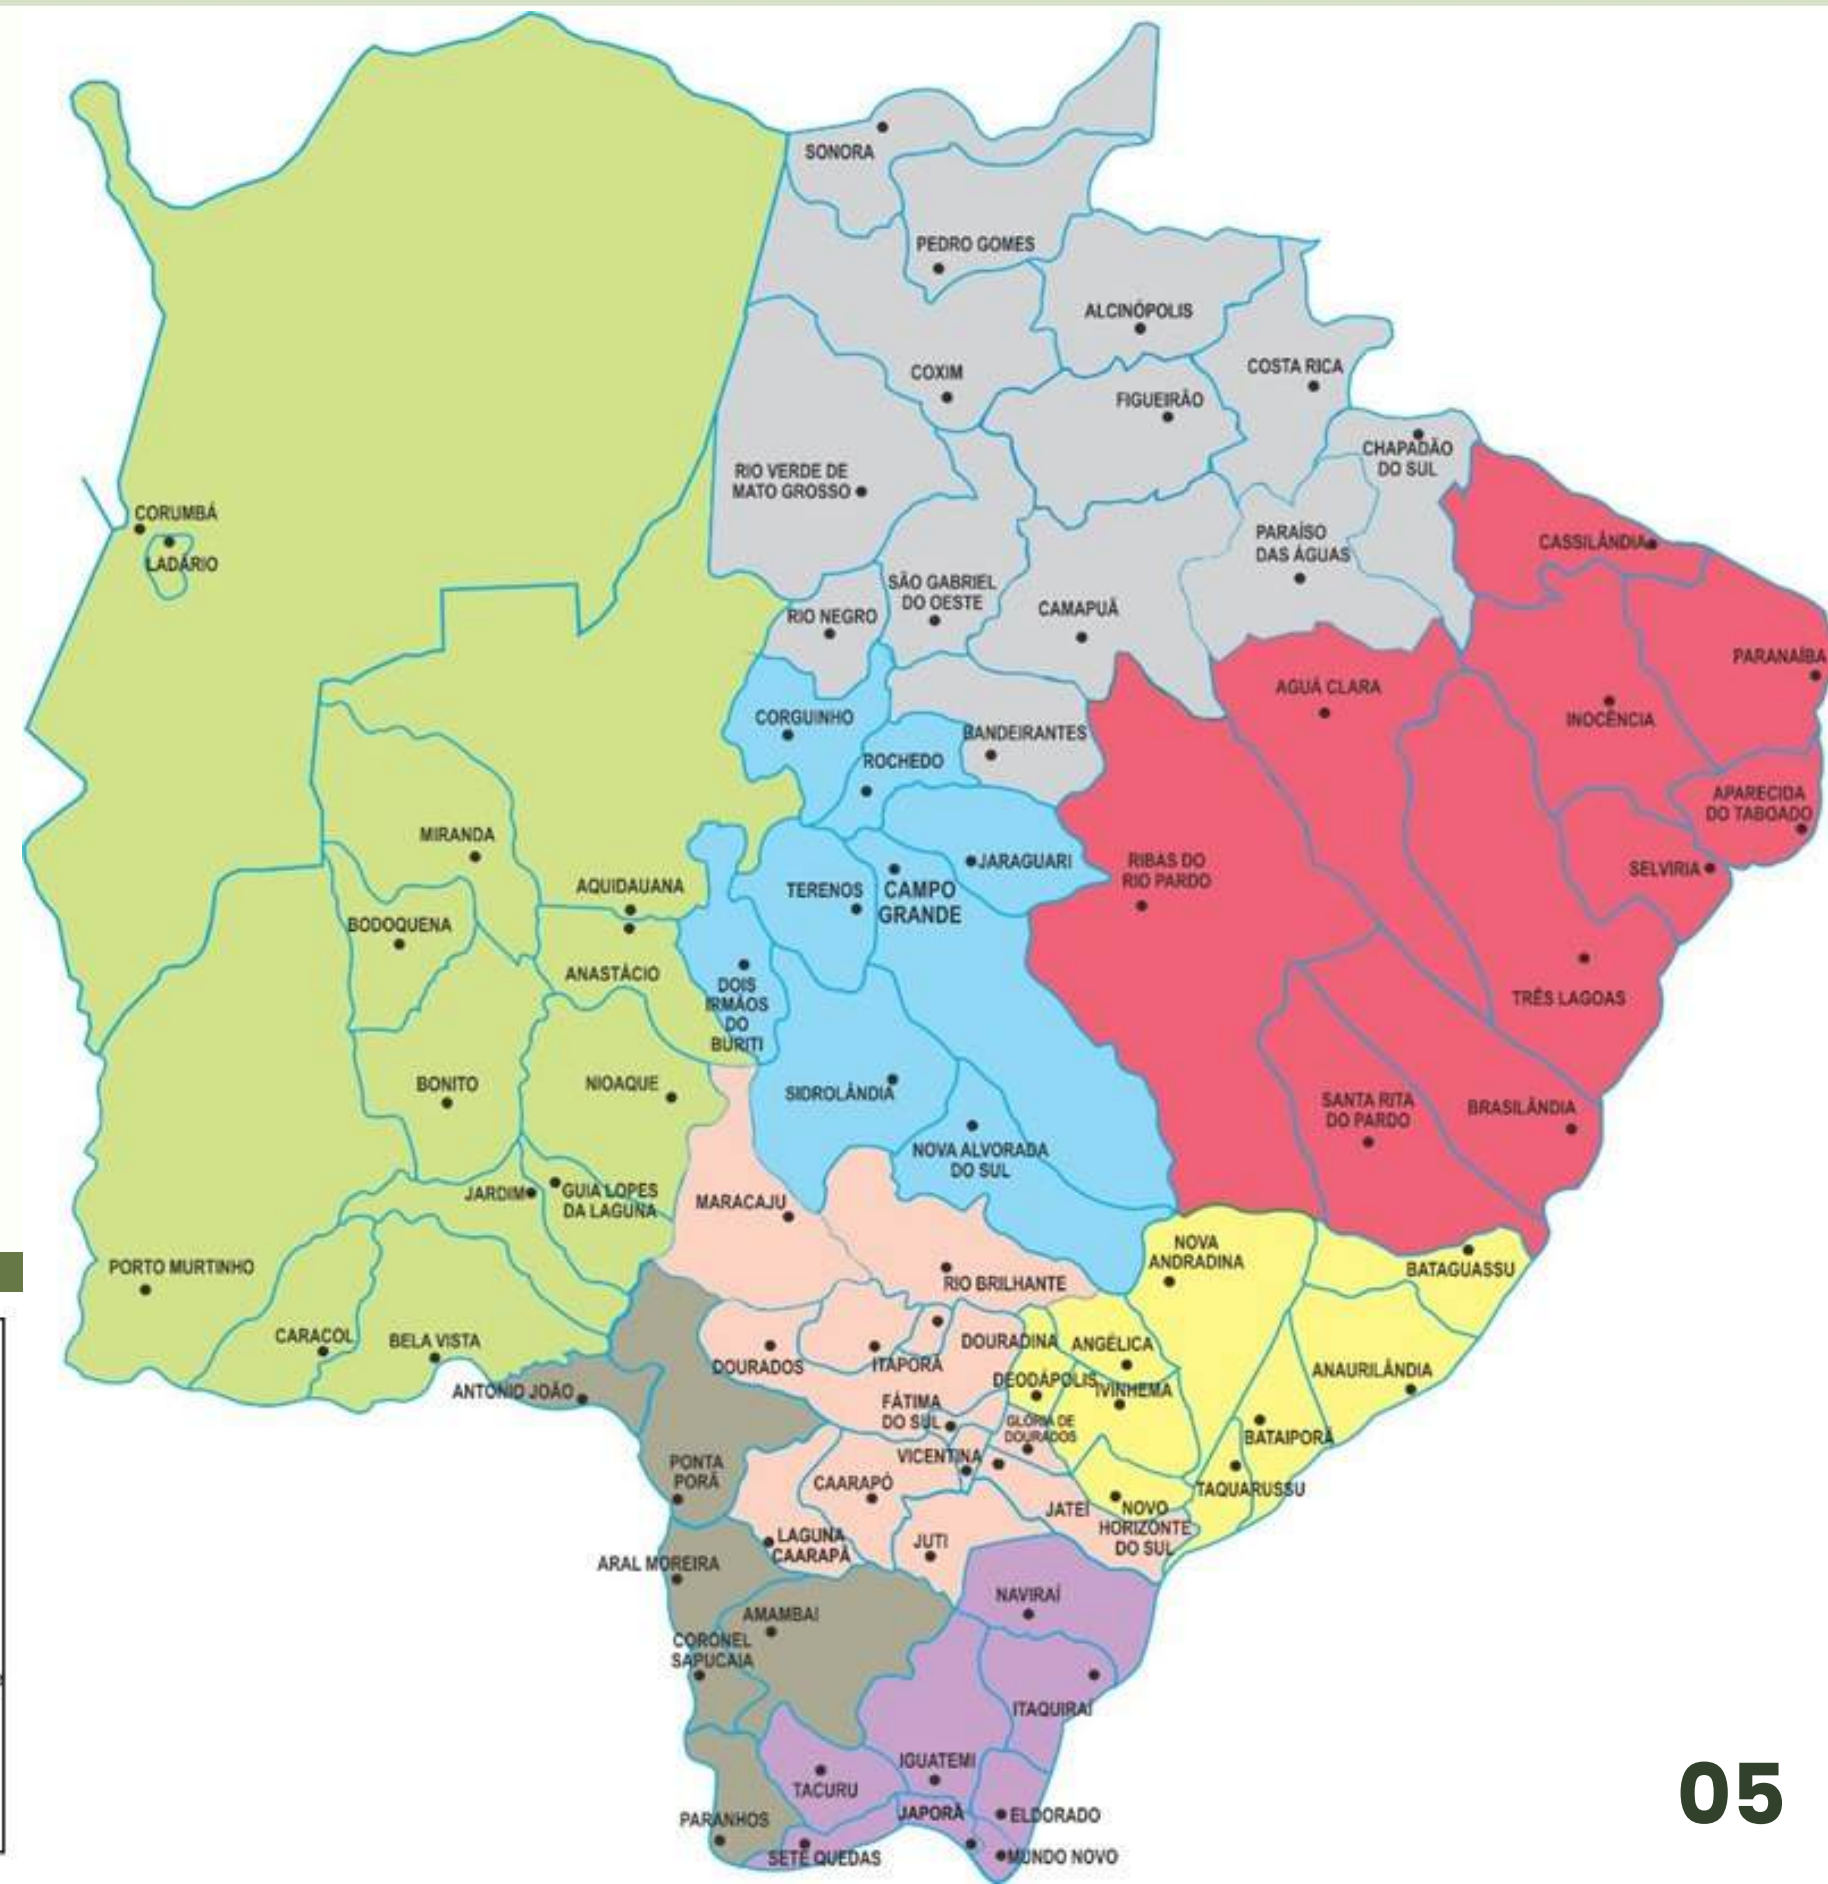 SONORA
PEDRO GOMES
ALCINÓPOLIS
COSTA RICA
COXIM
FIGUEIRÃO
CHAPADÃO
DO SUL
RIO VERDE DE
MATO GROSSO
CORUMBÁ
LADÁRIO
PARAÍSO
DAS ÁGUAS
CASSILÂNDIA
SÃO GABRIEL
DO OESTE
CAMAPUÃ
RIO NEGRO
PARANAÍBA
AGUÁ CLARA
INOCÊNCIA
CORGUINHO
BANDEIRANTES
ROCHEDO
APARECIDA
DO TABOADO
MIRANDA
JARAGUARI
RIBAS DO
RIO PARDO
SELVIRIA
AQUIDAUANA
TERENOS
CAMPO
GRANDE
BODOQUENA
ANASTÁCIO
DOIS
IRMÃOS
DO
BURITI
TRÊS LAGOAS
BONITO
NIOAQUE
SIDROLÂNDIA
SANTA RITA
DO PARDO
BRASILÂNDIA
NOVA ALVORADA
DO SUL
JARDIM
GUIA LOPES
DA LAGUNA
MARACAJU
NOVA
ANDRADINA
PORTO MURTINHO
RIO BRILHANTE
BATAGUASSU
CARACOL
BELA VISTA
DOURADINA
ANGÉLICA
DOURADOS
ITAPORÃ
ANAURILÂNDIA
ANTONIO JOÃO
DEODÁPOLIS
IVINHEMA
FÁTIMA
DO SUL
GLÓRIA DE
DOURADOS
BATAIPORÃ
VICENTINA
PONTA
PORÃ
CAARAPÓ
TAQUARUSSU
JATEÍ
NOVO
HORIZONTE
DO SUL
LAGUNA
CAARAPÃ
JUTI
ARAL MOREIRA
NAVIRAÍ
AMAMBAI
CORONEL
SAPUCAIA
ITAQUIRAÍ
IGUATEMI
TACURU
JAPORÃ
ELDORADO
PARANHOS
SETE QUEDAS
MUNDO NOVO
05